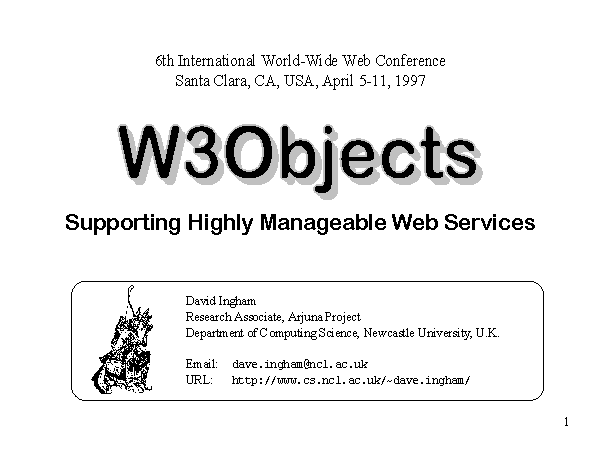 6th International World-Wide Web Conference
Santa Clara, CA, USA, April 5-11, 1997
W3Objects
Supporting Highly Manageable Web Services
David Ingham
Research Associate, Arjuna Project
Department of Computing Science, Newcastle University, U.K.
Email: dave.ingham@ncl.ac.uk
URL: http://www.cs.ncl.ac.uk/~dave.ingham/
1